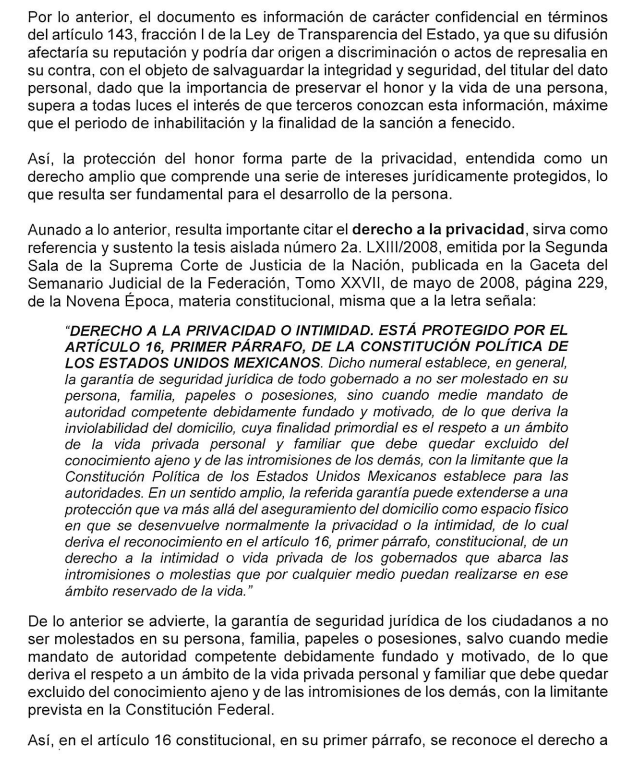 Por lo anterior, el documento es información de carácter confidencial en términos
del artículo 143, fracción I de la Ley de Transparencia del Estado, ya que su difusión
afectaría su reputación y podría dar origen a discriminación o actos de represalia en
su contra, con el objeto de salvaguardar la integridad y seguridad, del titular del dato
personal, dado que la importancia de preservar el honor y la vida de una persona,
supera a todas luces el interés de que terceros conozcan esta información, máxime
que el periodo de inhabilitación y la finalidad de la sanción a fenecido.
Así, la protección del honor forma parte de la privacidad, entendida como un
derecho amplio que comprende una serie de intereses jurídicamente protegidos, lo
que resulta ser fundamental para el desarrollo de la persona.
Aunado a lo anterior, resulta importante citar el derecho a la privacidad, sirva como
referencia y sustento la tesis aislada número 2a. LXIII/2008, emitida por la Segunda
Sala de la Suprema Corte de Justicia de la Nación, publicada en la Gaceta del
Semanario Judicial de la Federación, Tomo XXVII, de mayo de 2008, página 229,
de la Novena Época, materia constitucional, misma que a la letra señala:
“DERECHO A LA PRIVACIDAD O INTIMIDAD. ESTÁ PROTEGIDO POR EL
ARTÍCULO 16, PRIMER PÁRRAFO, DE LA CONSTITUCIÓN POLÍTICA DE
LOS ESTADOS UNIDOS MEXICANOS. Dicho numeral establece, en general,
la garantía de seguridad jurídica de todo gobernado a no ser molestado en su
persona, familia, papeles o posesiones, sino cuando medie mandato de
autoridad competente debidamente fundado y motivado, de lo que deriva la
inviolabilidad del domicilio, cuya finalidad primordial es el respeto a un ámbito
de la vida privada personal y familiar que debe quedar excluido del
conocimiento ajeno y de las intromisiones de los demás, con la limitante que la
Constitución Política de los Estados Unidos Mexicanos establece para las
autoridades. En un sentido amplio, la referida garantía puede extenderse a una
protección que va más allá del aseguramiento del domicilio como espacio físico
en que se desenvuelve normalmente la privacidad o la intimidad, de lo cual
deriva el reconocimiento en el artículo 16, primer párrafo, constitucional, de un
derecho a la intimidad o vida privada de los gobernados que abarca las
intromisiones o molestias que por cualquier medio puedan realizarse en ese
ámbito reservado de la vida.”
De lo anterior se advierte, la garantía de seguridad jurídica de los ciudadanos a no
ser molestados en su persona, familia, papeles o posesiones, salvo cuando medie
mandato de autoridad competente debidamente fundado y motivado, de lo que
deriva el respeto a un ámbito de la vida privada personal y familiar que debe quedar
excluido del conocimiento ajeno y de las intromisiones de los demás, con la limitante
prevista en la Constitución Federal.
Así, en el artículo 16 constitucional, en su primer párrafo, se reconoce el derecho a